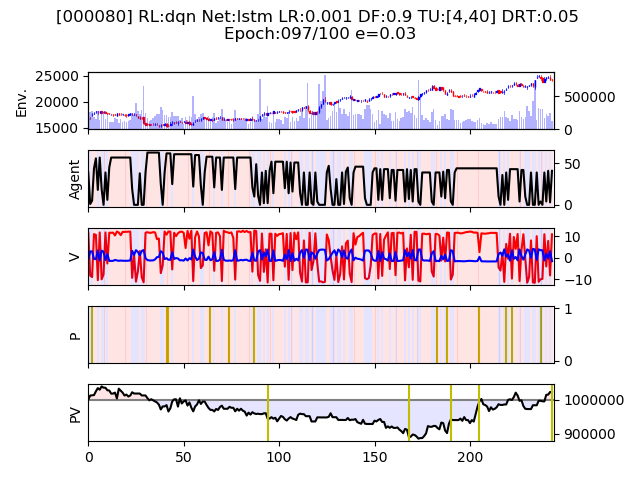 [000080] RL:dqn Net:lstm LR:0.001 DF:0.9 TU:[4,40] DRT:0.05
Epoch:097/100 e=0.03
Env.
25000
20000
15000
500000
0
Agent
50
0
V
10
0
−10
P
1
0
PV
1000000
900000
0
50
100
150
200